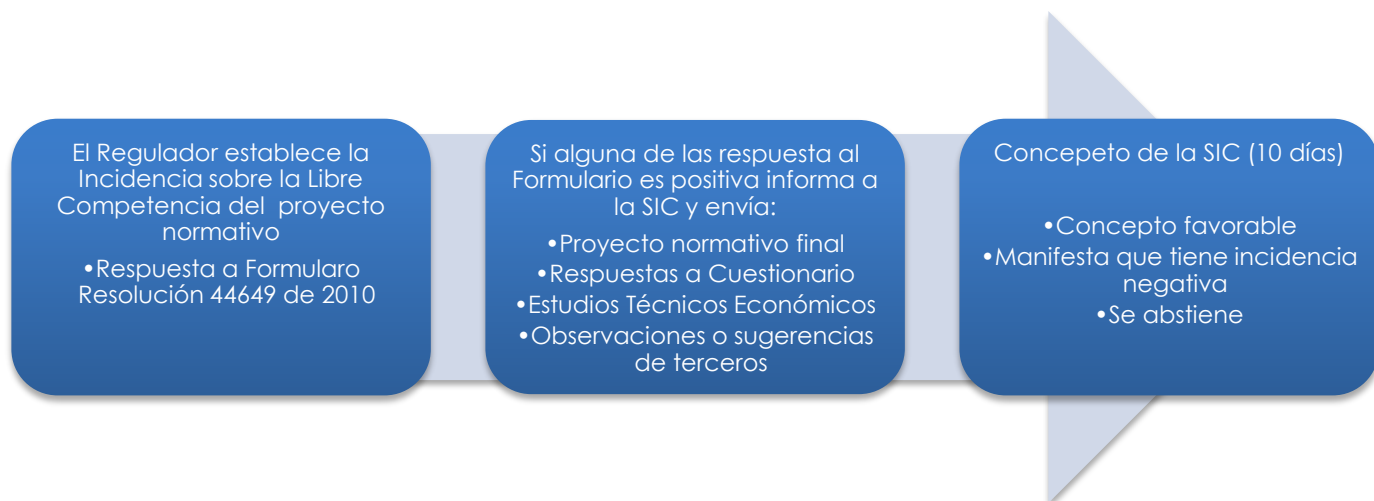 El Regulador establece la
Incidencia sobre la Libre
Competencia del proyecto
normativo
•Respuesta a Formularo
Resolución 44649 de 2010
Si alguna de las respuesta al
Formulario es positiva informa a
la SIC y envía:
•Proyecto normativo final
•Respuestas a Cuestionario
•Estudios Técnicos Económicos
•Observaciones o sugerencias
de terceros
Concepeto de la SIC (10 días)
•Concepto favorable
•Manifesta que tiene incidencia
negativa
•Se abstiene